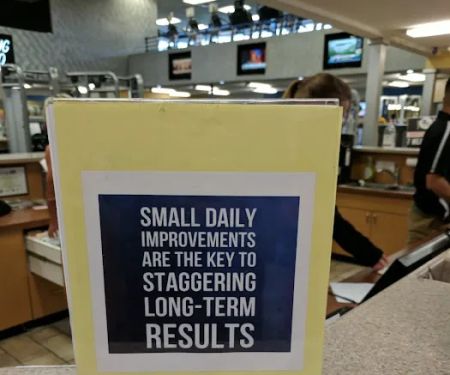 SMALL DAILY
IMPROVEMENTS
ARE THE KEY TO
STAGGERING
LONG-TERM
RESULTS